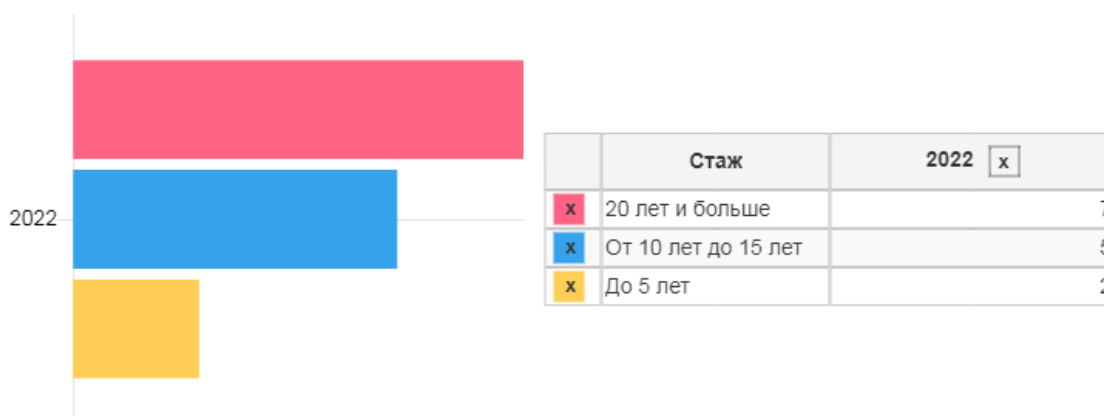 2022
Стаж 2022 x
x 20 лет и больше
x От 10 лет до 15 лет
x До 5 лет